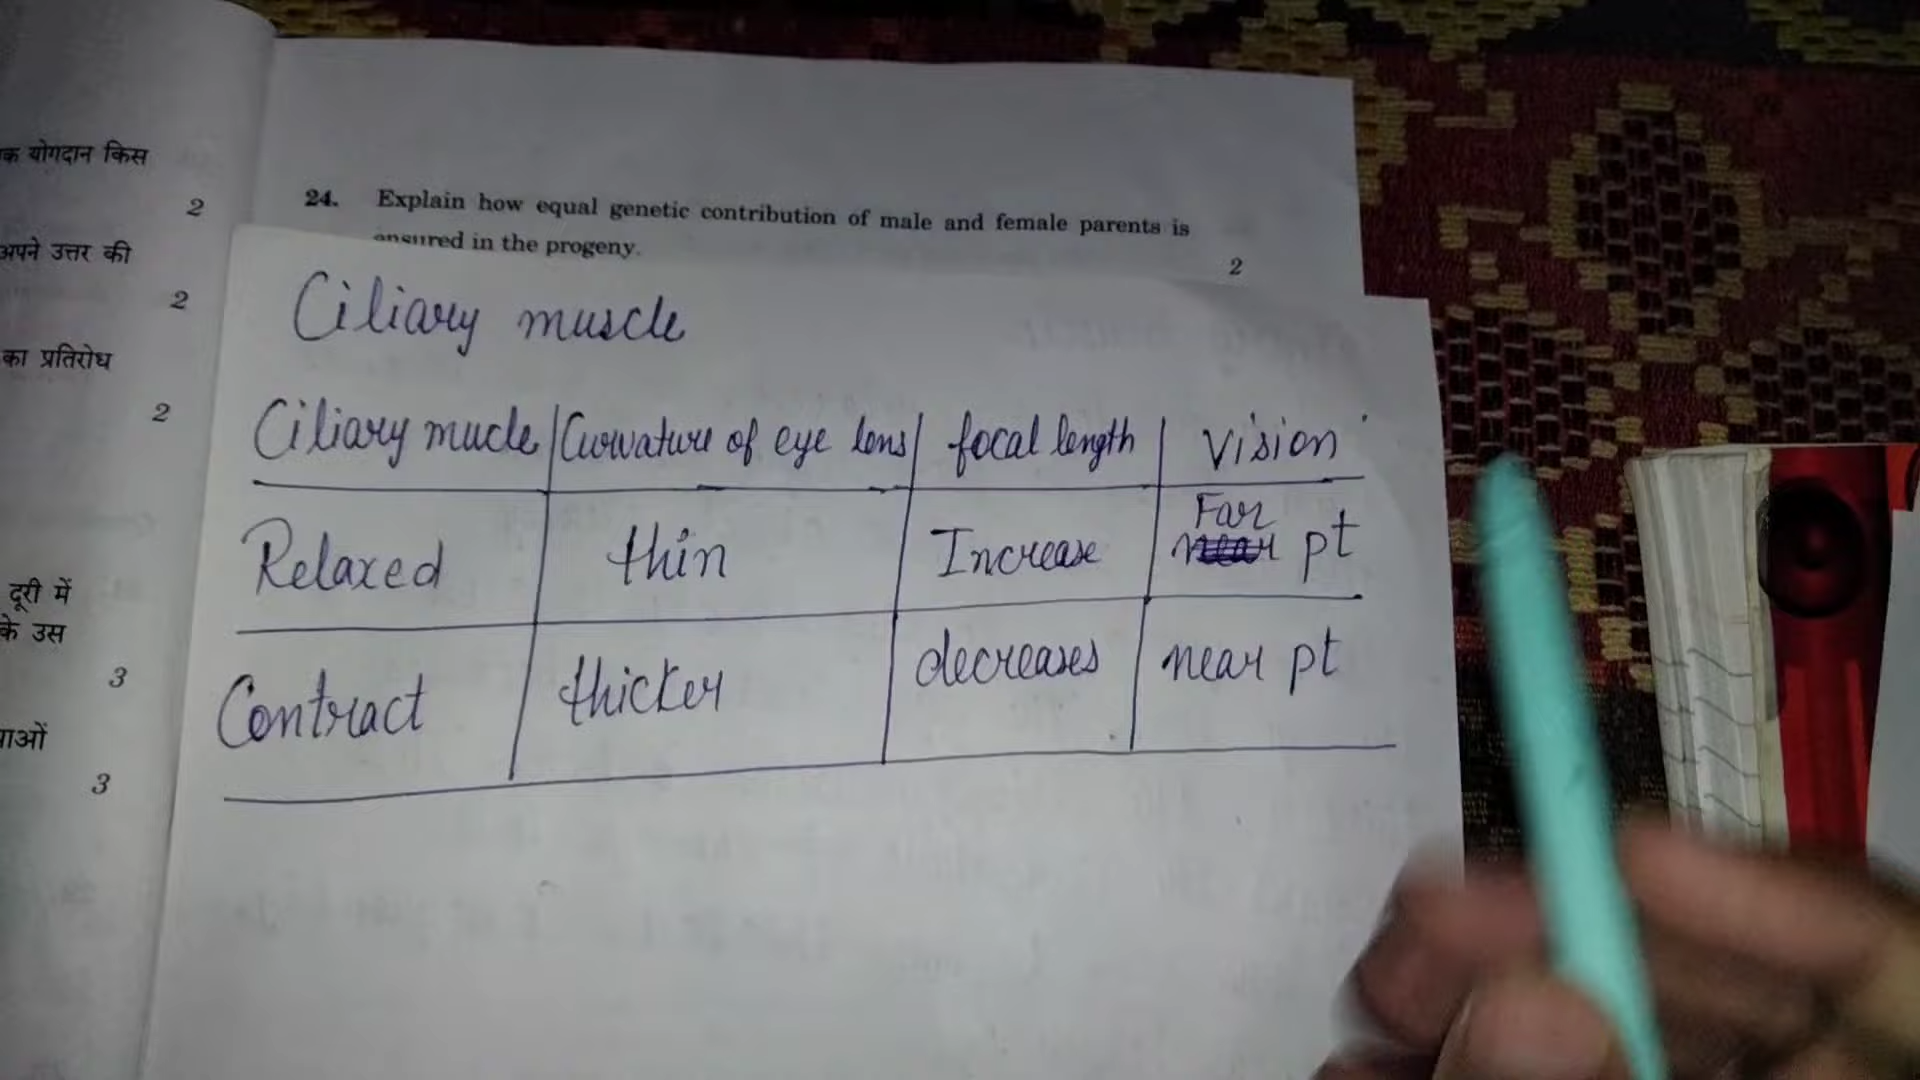 क योगदान किस
2
अपने उत्तर की
2
का प्रतिरोध
2
दूरी में
के उस
3
3
24. Explain how equal genetic contribution of male and female parents is
ensured in the progeny.
2
Ciliary muscle
Ciliary mucle Curvature of eye lens focal length Vision
Relaxed thin Increase Far pt
Contract thicker decreases near pt